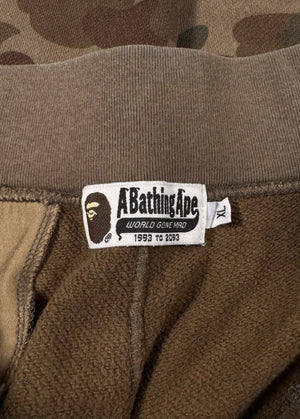 A Bathing Ape
WORLD GONE MAD
1993 TO 2093
XL